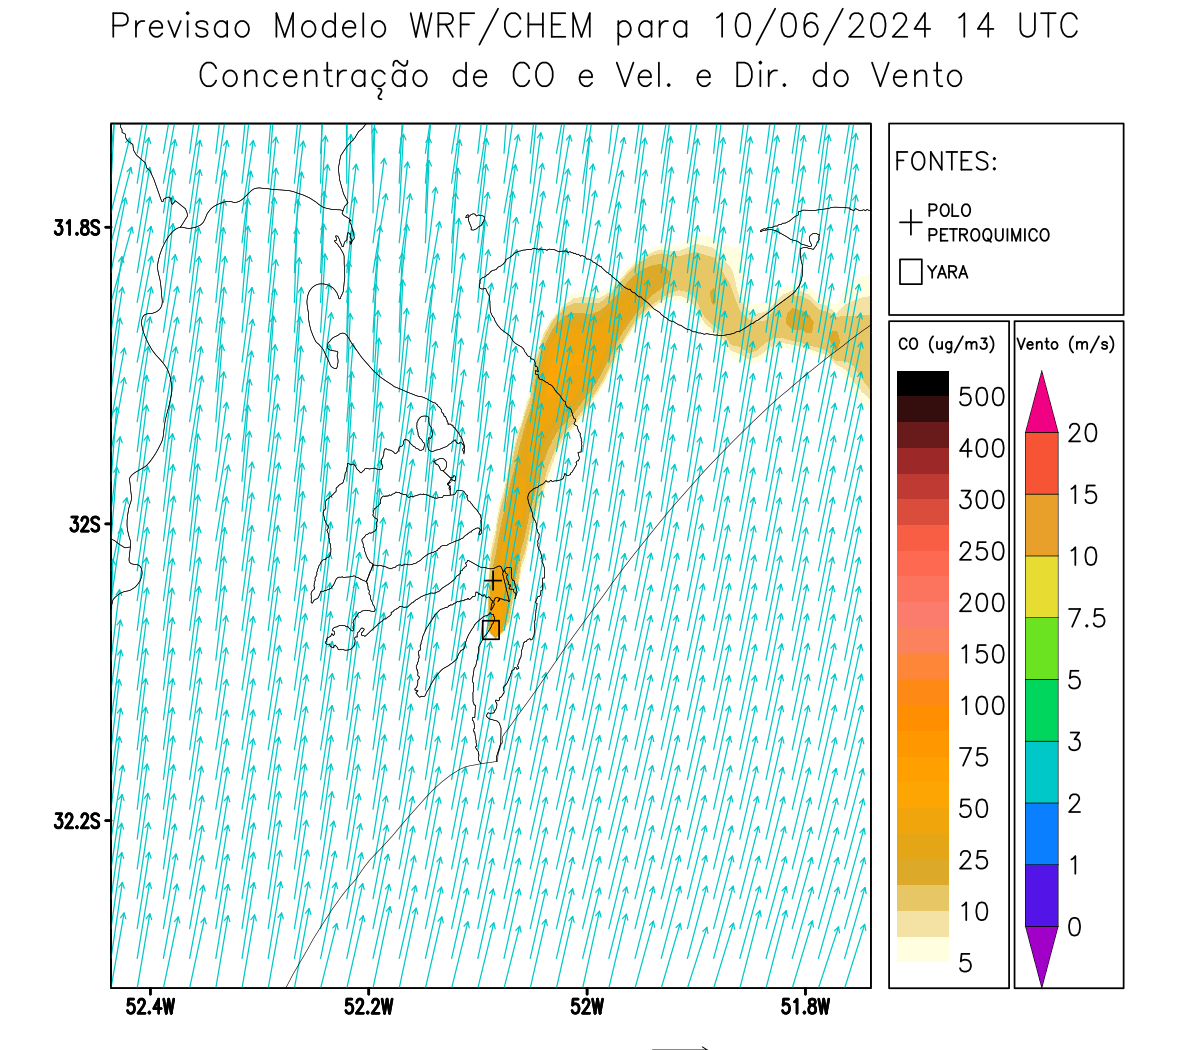 Previsao Modelo WRF/CHEM para 10/06/2024 14 UTC
Concentração de CO e Vel. e Dir. do Vento
FONTES:
POLO
PETROQUIMICO
YARA
31.8S
32S
32.2S
52.4W
52.2W
52W
51.8W
CO (ug/m3)
500
400
300
250
200
150
100
75
50
25
10
5
Vento (m/s)
20
15
10
7.5
5
3
2
1
0